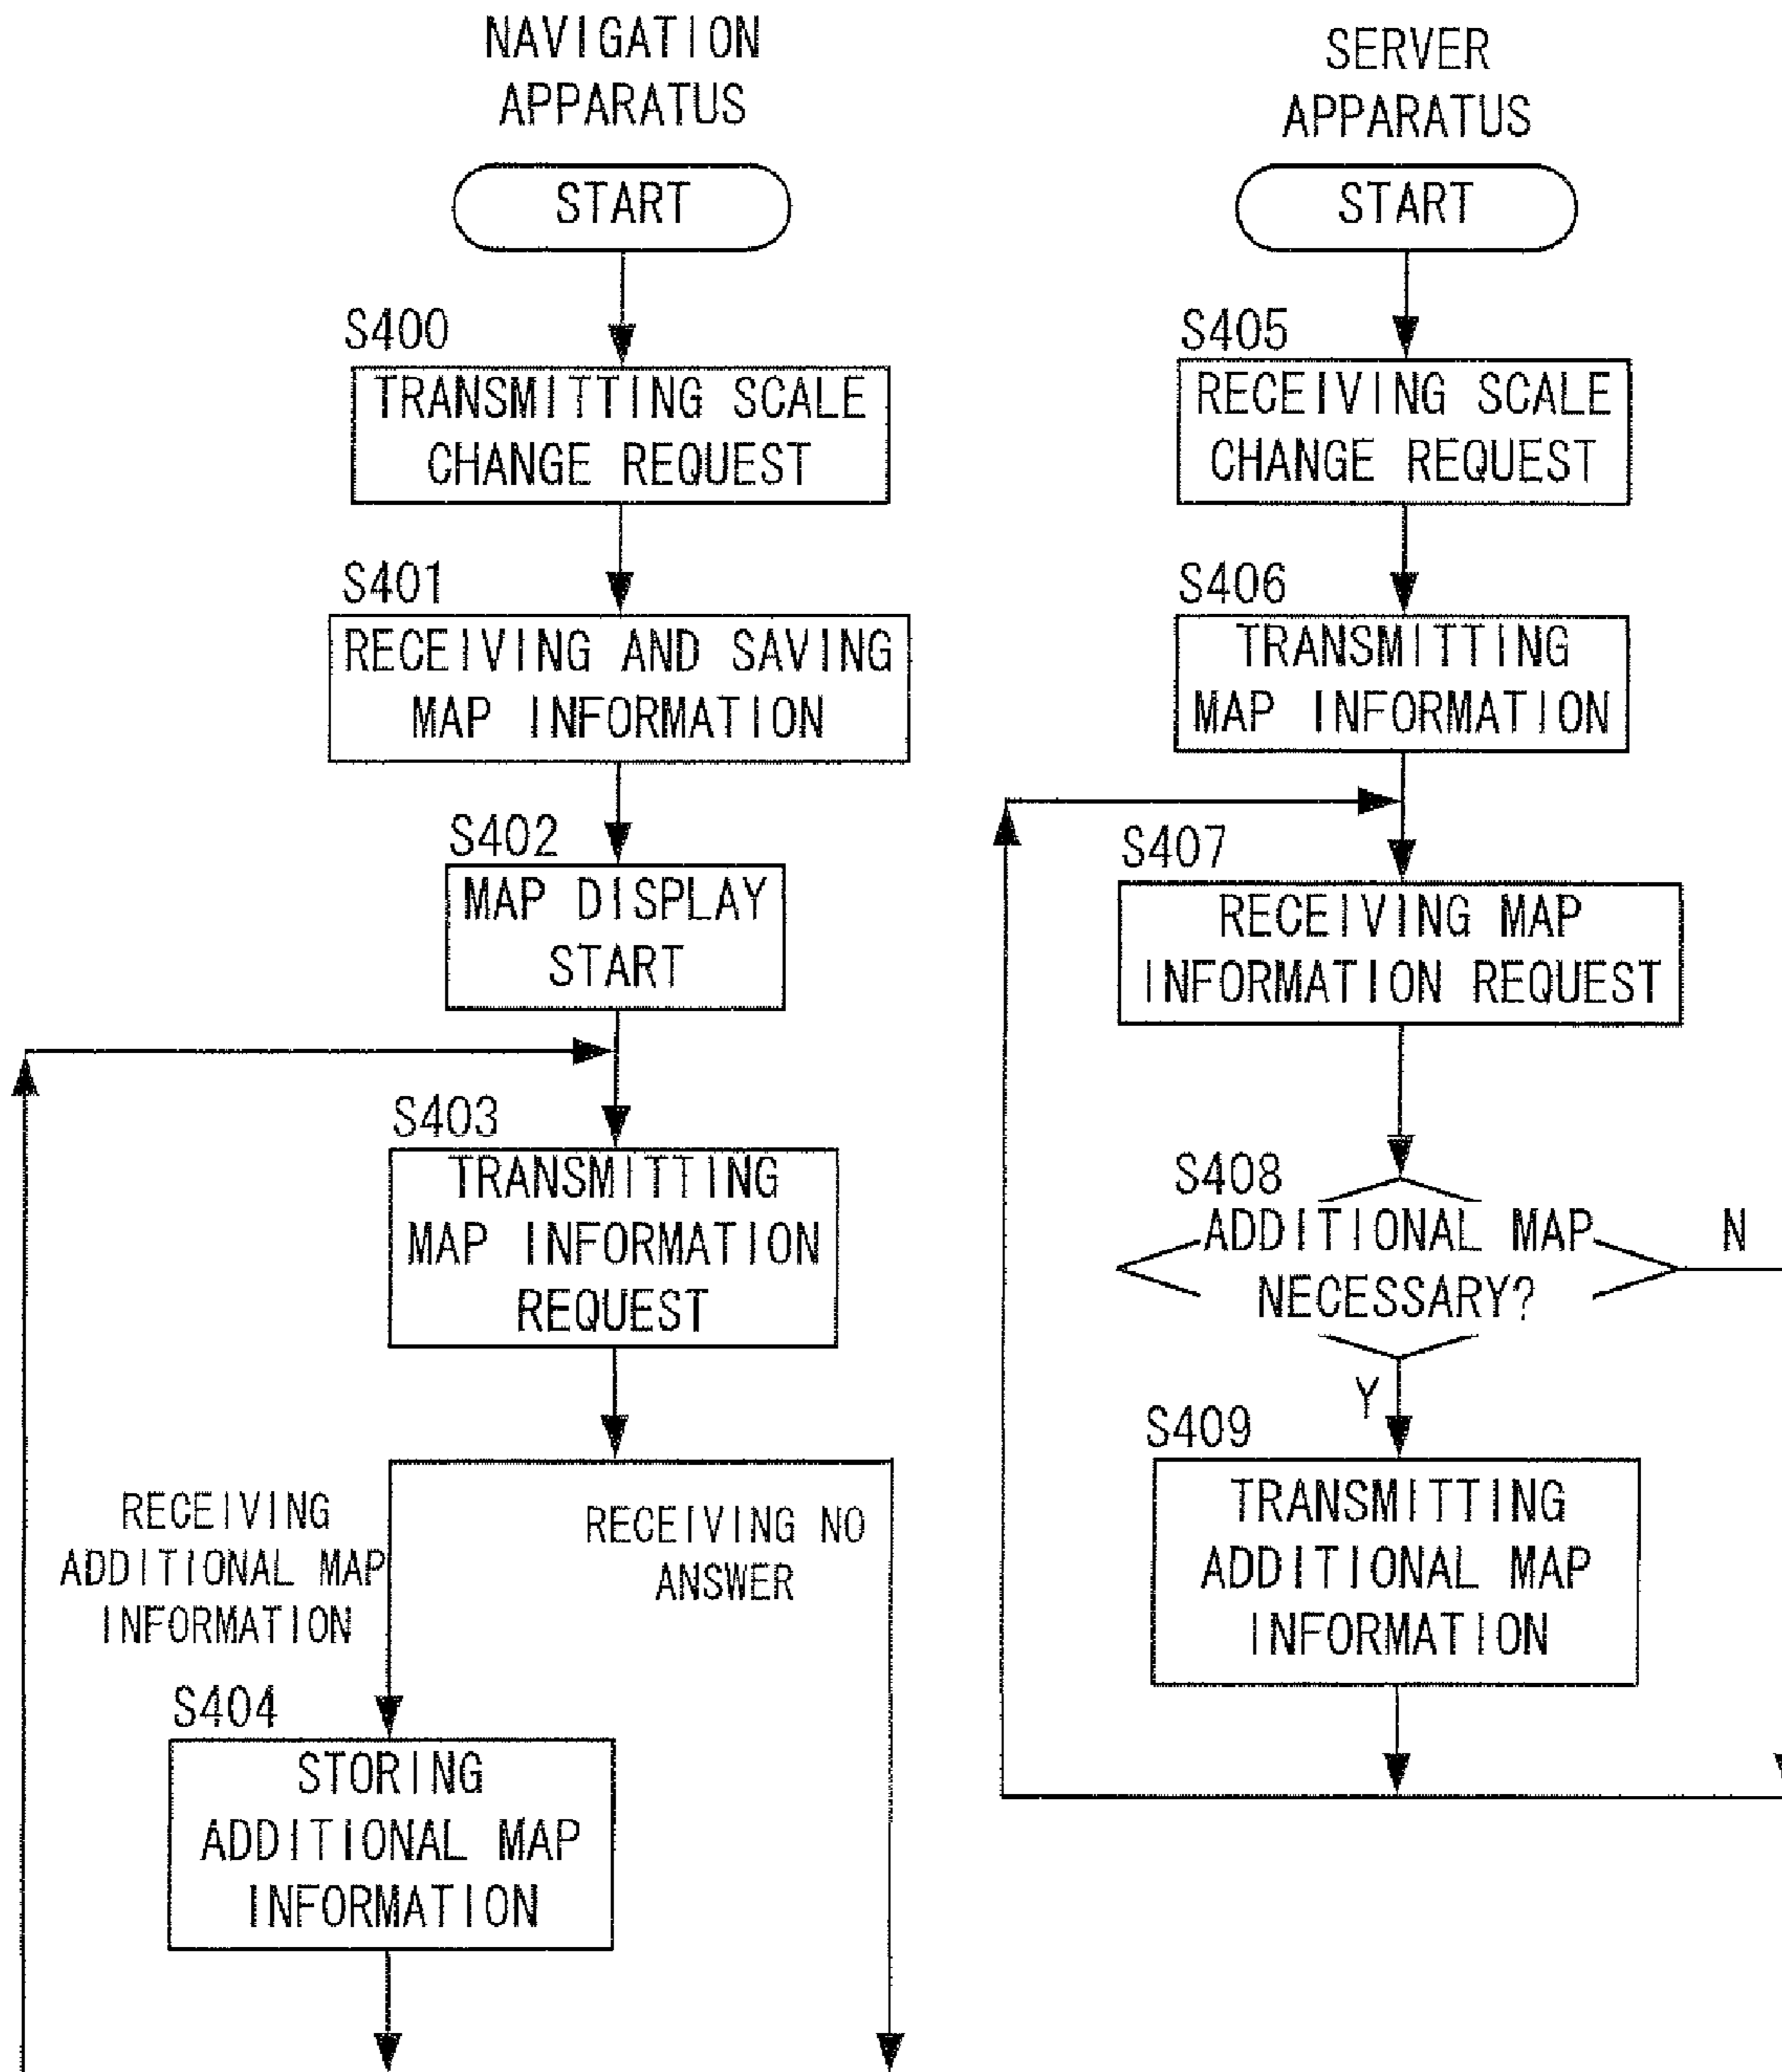 NAVIGATION
APPARATUS
START
S400
TRANSMITTING SCALE
CHANGE REQUEST
S401
RECEIVING AND SAVING
MAP INFORMATION
S402
MAP DISPLAY
START
S403
TRANSMITTING
MAP INFORMATION
REQUEST
RECEIVING
ADDITIONAL MAP
INFORMATION
RECEIVING NO
ANSWER
S404
STORING
ADDITIONAL MAP
INFORMATION
SERVER
APPARATUS
START
S405
RECEIVING SCALE
CHANGE REQUEST
S406
TRANSMITTING
MAP INFORMATION
S407
RECEIVING MAP
INFORMATION REQUEST
S408
ADDITIONAL MAP
NECESSARY?
N
Y
S409
TRANSMITTING
ADDITIONAL MAP
INFORMATION